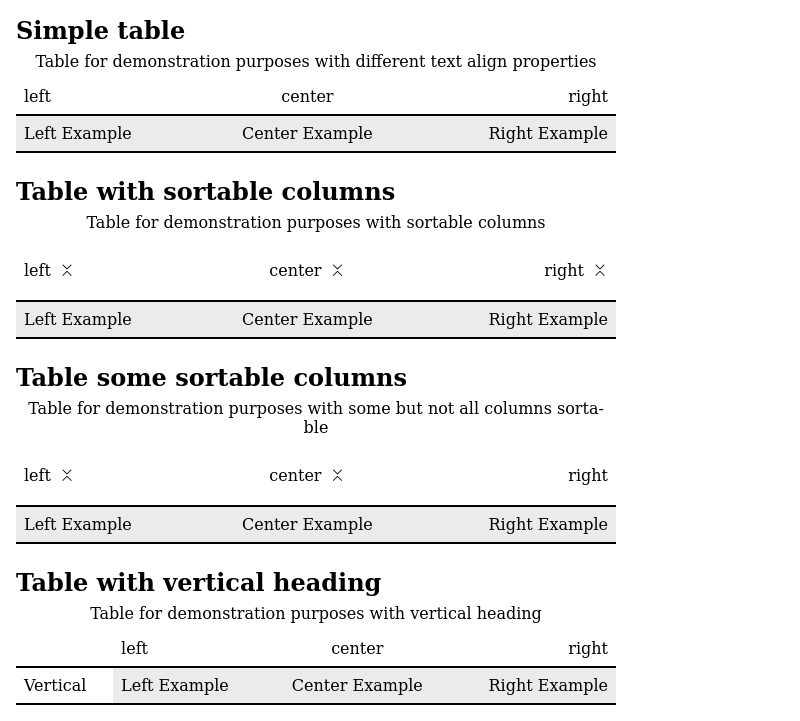 Simple table
Table for demonstration purposes with different text align properties
left center right
Left Example Center Example Right Example
Table with sortable columns
Table for demonstration purposes with sortable columns
left center right
Left Example Center Example Right Example
Table some sortable columns
Table for demonstration purposes with some but not all columns sorta-
ble
left center right
Left Example Center Example Right Example
Table with vertical heading
Table for demonstration purposes with vertical heading
left center right
Vertical Left Example Center Example Right Example